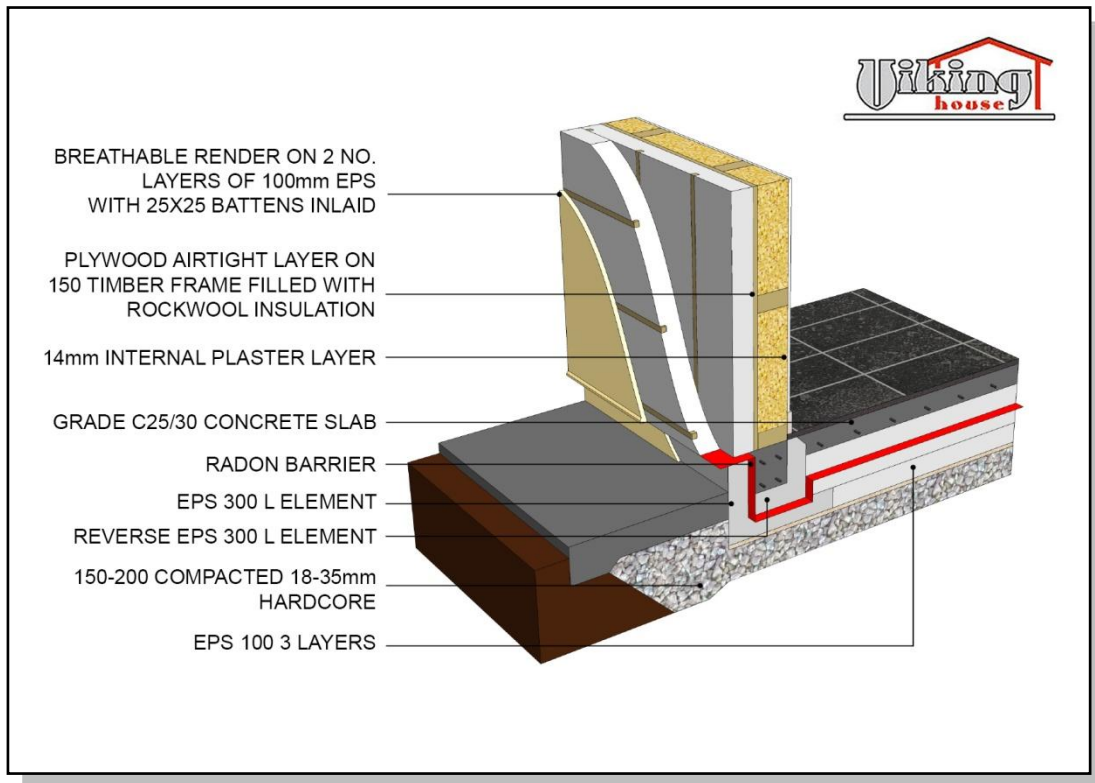 Viking
house
BREATHABLE RENDER ON 2 NO.
LAYERS OF 100mm EPS
WITH 25X25 BATTENS INLAID
PLYWOOD AIRTIGHT LAYER ON
150 TIMBER FRAME FILLED WITH
ROCKWOOL INSULATION
14mm INTERNAL PLASTER LAYER
GRADE C25/30 CONCRETE SLAB
RADON BARRIER
EPS 300 L ELEMENT
REVERSE EPS 300 L ELEMENT
150-200 COMPACTED 18-35mm
HARDCORE
EPS 100 3 LAYERS